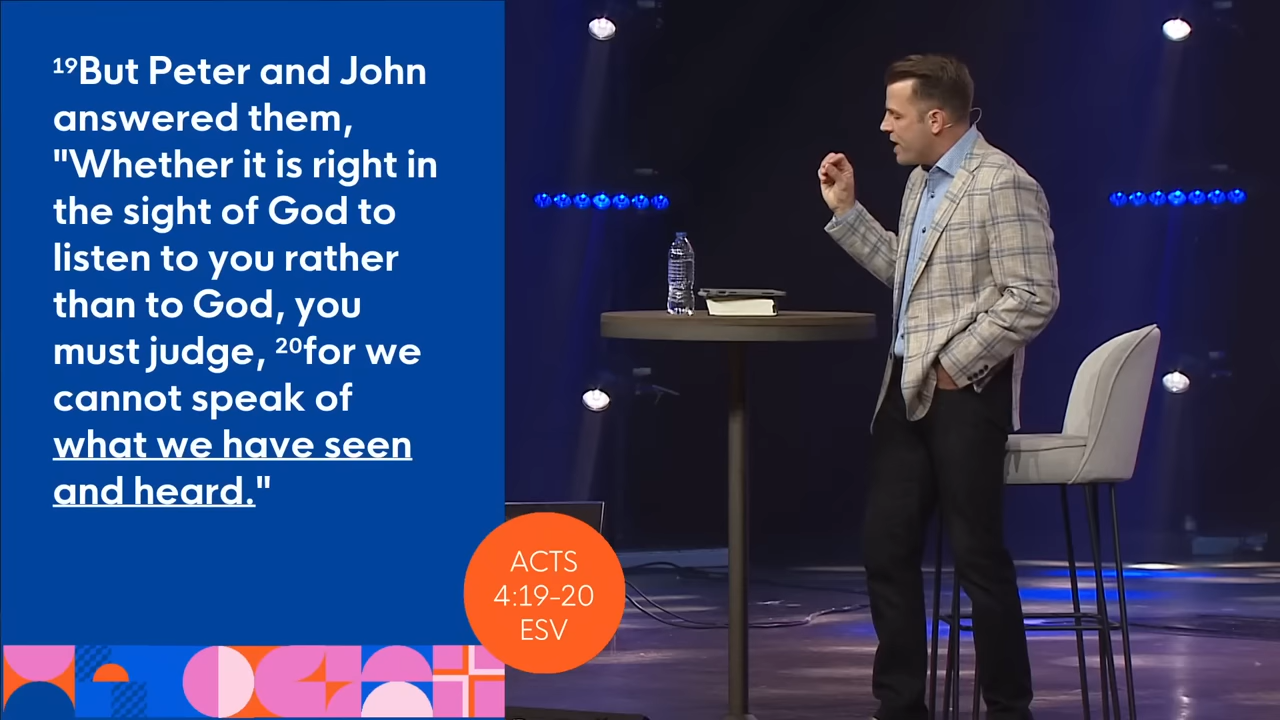 ¹⁹But Peter and John
answered them,
"Whether it is right in
the sight of God to
listen to you rather
than to God, you
must judge, ²⁰for we
cannot speak of
what we have seen
and heard."
ACTS
4:19-20
ESV